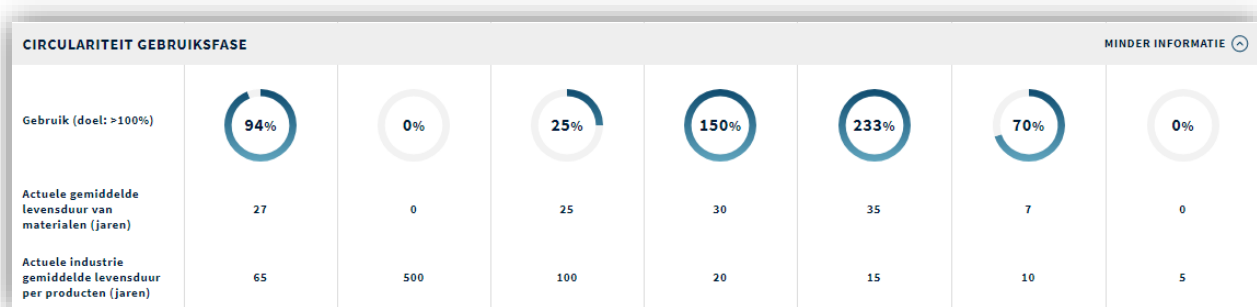 CIRCULARITEIT GEBRUIKSFASE MINDER INFORMATIE
Gebruik (doel: >100%) 94% 0% 25% 150% 233% 70% 0%
Actuele gemiddelde
levensduur van 27 0 25 30 35 7 0
materialen (jaren)
Actuele industrie
gemiddelde levensduur 65 500 100 20 15 10 5
per producten (jaren)